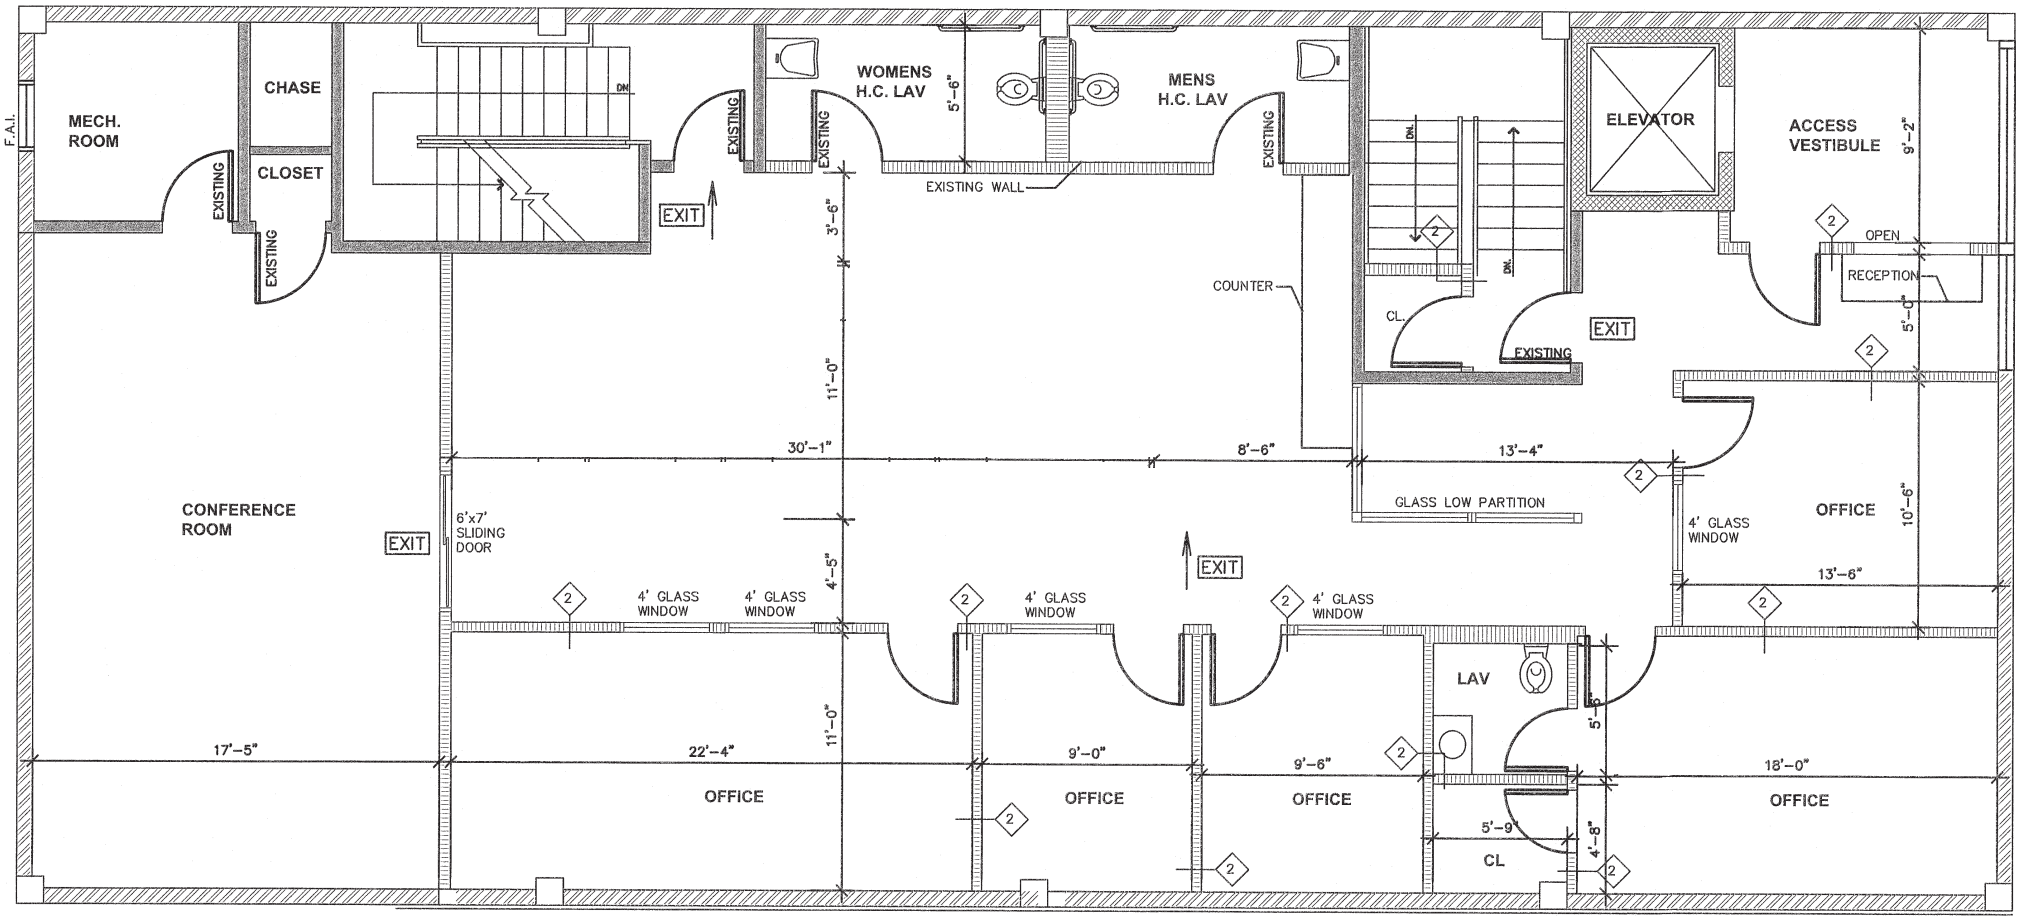 MECH.
ROOM
F.A.I.
EXISTING
CHASE
CLOSET
EXISTING
DN
EXISTING
EXIT
WOMENS
H.C. LAV
5'-6"
EXISTING
MENS
H.C. LAV
EXISTING
EXISTING WALL
DN.
DN.
2
ELEVATOR
ACCESS
VESTIBULE
9'-2"
2
OPEN
RECEPTION
5'-0"
2
EXIT
CL.
EXISTING
COUNTER
3'-6"
11'-0"
30'-1"
8'-6"
13'-4"
2
GLASS LOW PARTITION
OFFICE
10'-6"
4' GLASS
WINDOW
13'-6"
2
CONFERENCE
ROOM
EXIT
6'x7'
SLIDING
DOOR
4'-5"
EXIT
2
4' GLASS
WINDOW
4' GLASS
WINDOW
2
4' GLASS
WINDOW
2
4' GLASS
WINDOW
17'-5"
22'-4"
11'-0"
OFFICE
9'-0"
OFFICE
2
9'-6"
OFFICE
2
LAV
2
5'-6"
5'-9"
CL
4'-8"
2
18'-0"
OFFICE